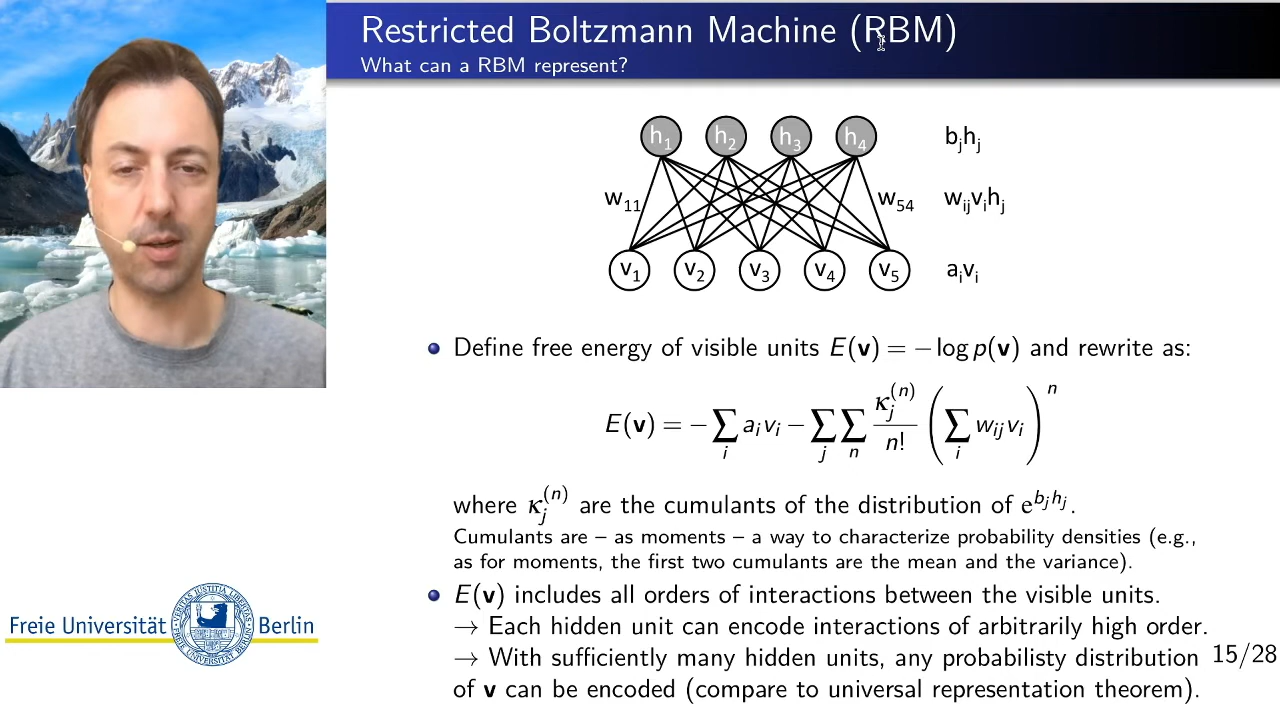 Restricted Boltzmann Machine (RBM)
What can a RBM represent?
h₁ h₂ h₃ h₄ bⱼhⱼ
w₁₁ w₅₄ wᵢⱼvᵢhⱼ
v₁ v₂ v₃ v₄ v₅ aᵢvᵢ
Define free energy of visible units E(v) = − log p(v) and rewrite as:
E(v) = − ∑ᵢ aᵢvᵢ − ∑ⱼ ∑ₙ κⱼ⁽ⁿ⁾/n! (∑ᵢ wᵢⱼvᵢ)ⁿ
where κⱼ⁽ⁿ⁾ are the cumulants of the distribution of e^{bⱼhⱼ}.
Cumulants are – as moments – a way to characterize probability densities (e.g.,
as for moments, the first two cumulants are the mean and the variance).
E(v) includes all orders of interactions between the visible units.
→ Each hidden unit can encode interactions of arbitrarily high order.
→ With sufficiently many hidden units, any probabilisty distribution
of v can be encoded (compare to universal representation theorem).
15/28
Freie Universität Berlin